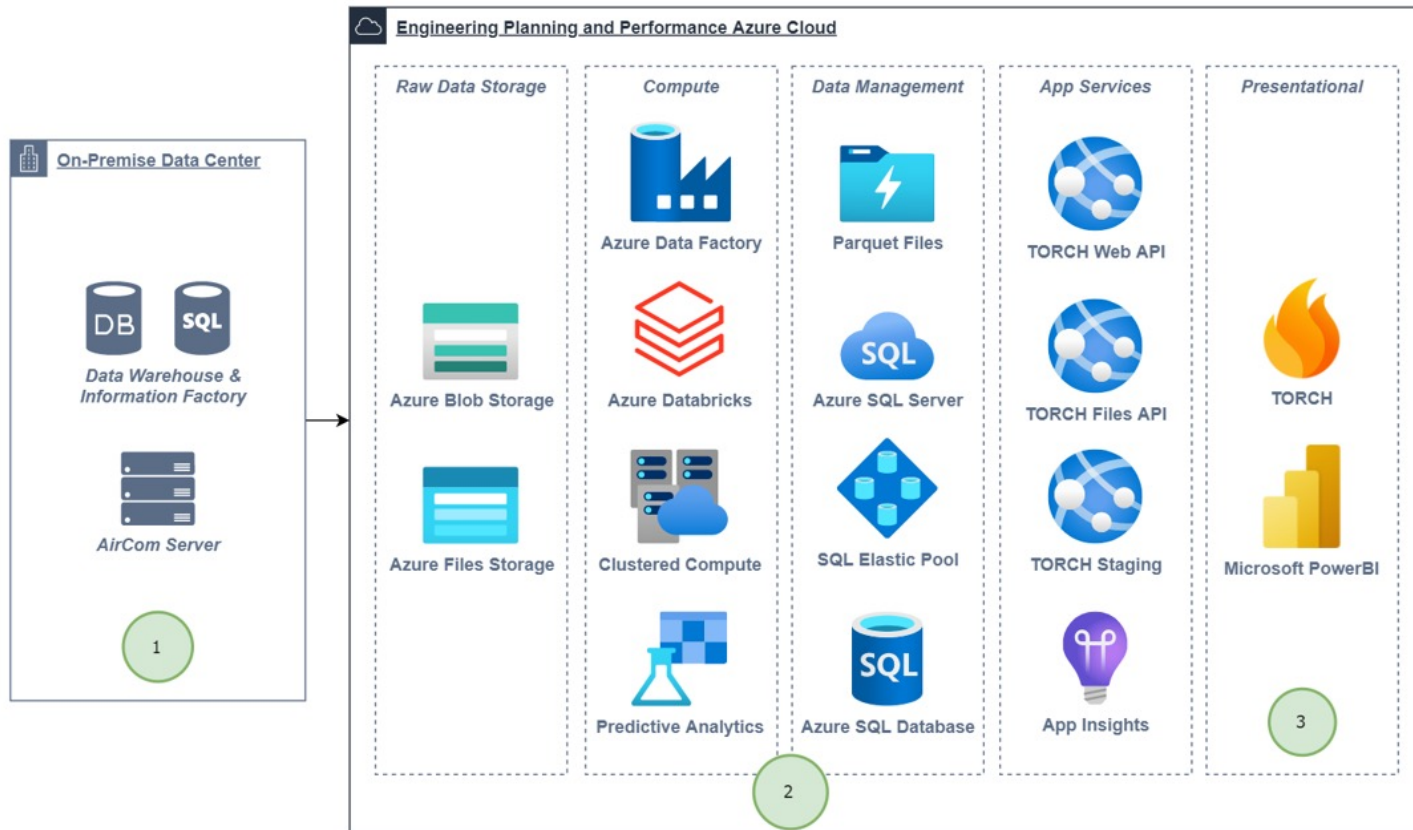 Engineering Planning and Performance Azure Cloud
On-Premise Data Center
DB
SQL
Data Warehouse &
Information Factory
AirCom Server
1
Raw Data Storage
Azure Blob Storage
Azure Files Storage
Compute
Azure Data Factory
Azure Databricks
Clustered Compute
Predictive Analytics
Data Management
Parquet Files
SQL
Azure SQL Server
SQL Elastic Pool
SQL
Azure SQL Database
2
App Services
TORCH Web API
TORCH Files API
TORCH Staging
App Insights
Presentational
TORCH
Microsoft PowerBI
3